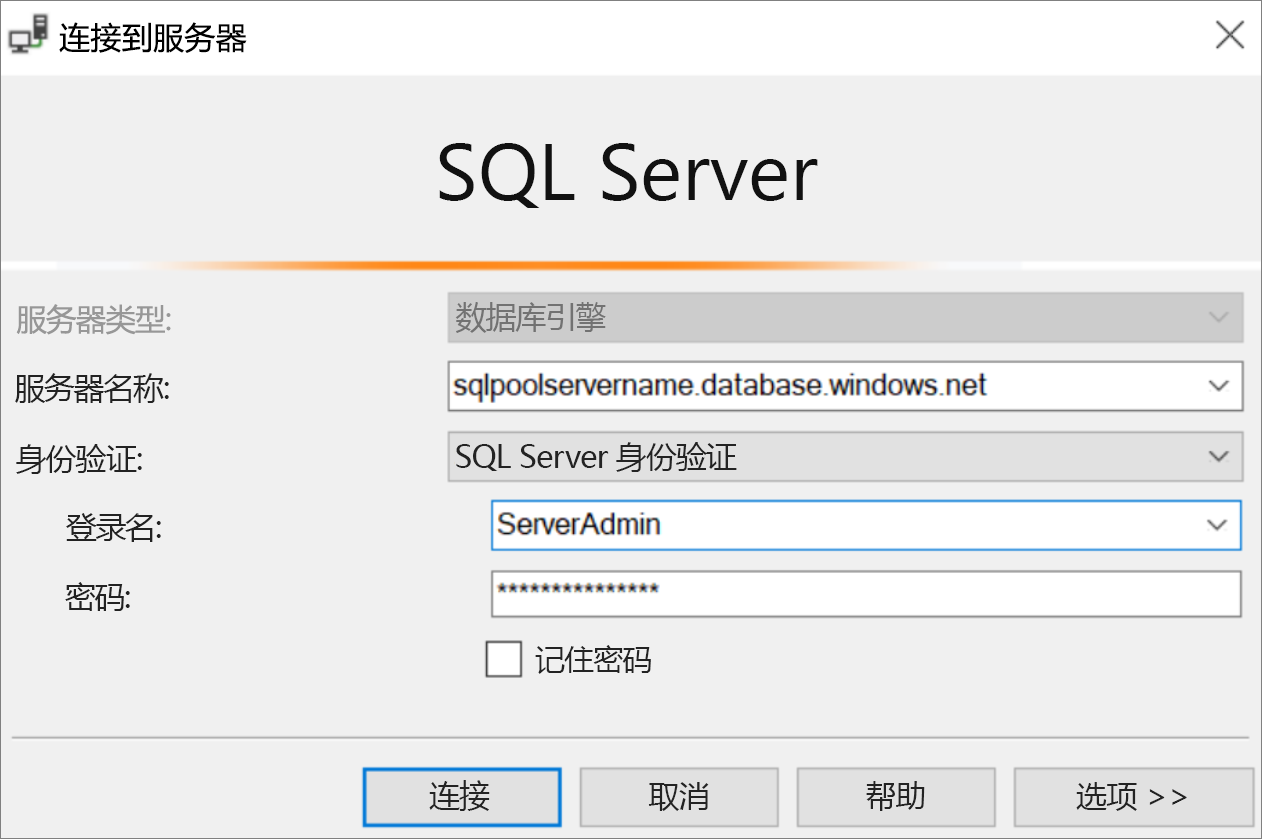 连接到服务器
SQL Server
服务器类型: 数据库引擎
服务器名称: sqlpoolservername.database.windows.net
身份验证: SQL Server 身份验证
登录名: ServerAdmin
密码: ***************
记住密码
连接 取消 帮助 选项 >>